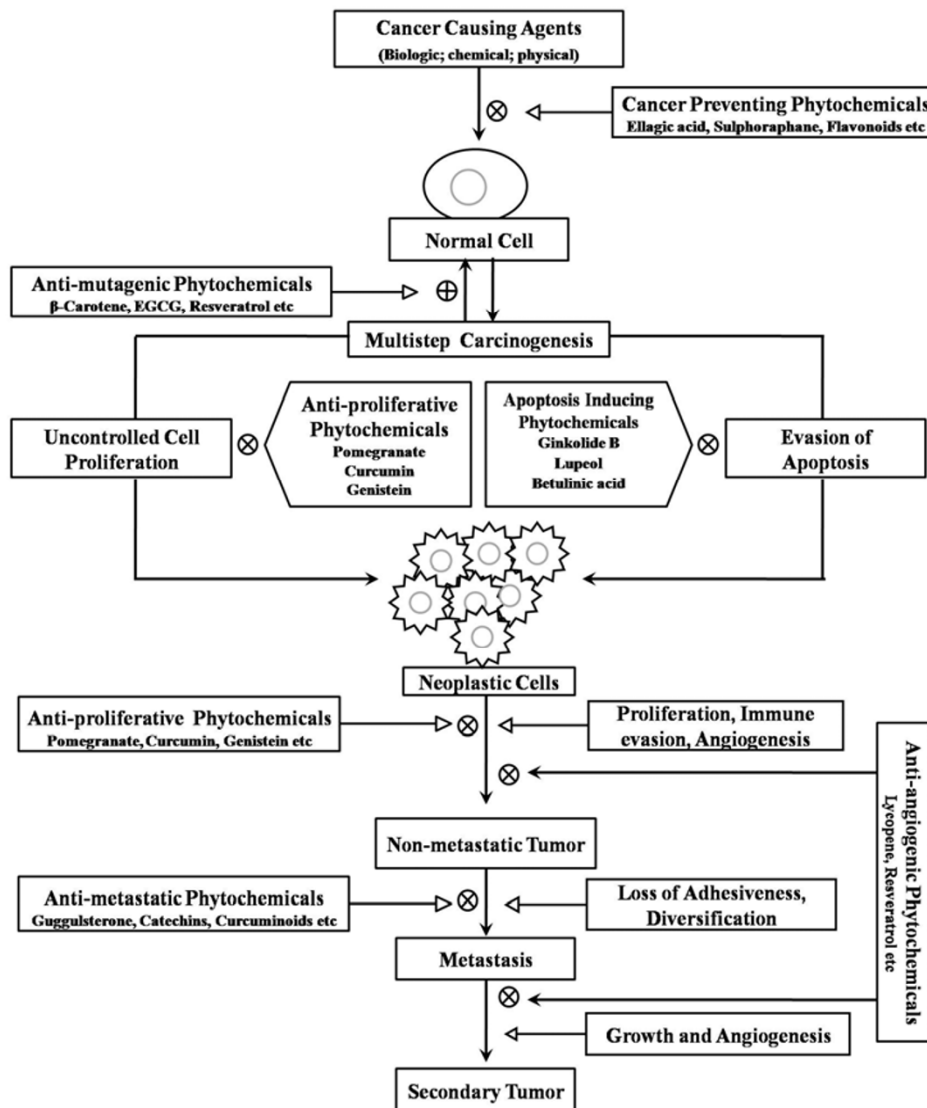 Cancer Causing Agents
(Biologic; chemical; physical)
Cancer Preventing Phytochemicals
Ellagic acid, Sulphoraphane, Flavonoids etc
Normal Cell
Anti-mutagenic Phytochemicals
β-Carotene, EGCG, Resveratrol etc
Multistep Carcinogenesis
Uncontrolled Cell
Proliferation
Anti-proliferative
Phytochemicals
Pomegranate
Curcumin
Genistein
Apoptosis Inducing
Phytochemicals
Ginkolide B
Lupeol
Betulinic acid
Evasion of
Apoptosis
Neoplastic Cells
Anti-proliferative Phytochemicals
Pomegranate, Curcumin, Genistein etc
Proliferation, Immune
evasion, Angiogenesis
Anti-angiogenic Phytochemicals
Lycopene, Resveratrol etc
Non-metastatic Tumor
Anti-metastatic Phytochemicals
Guggulsterone, Catechins, Curcuminoids etc
Loss of Adhesiveness,
Diversification
Metastasis
Growth and Angiogenesis
Secondary Tumor